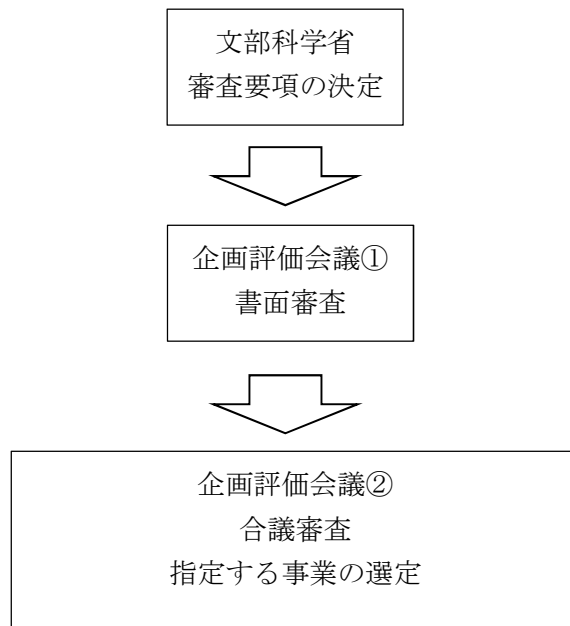 文部科学省
審査要項の決定
企画評価会議①
書面審査
企画評価会議②
合議審査
指定する事業の選定